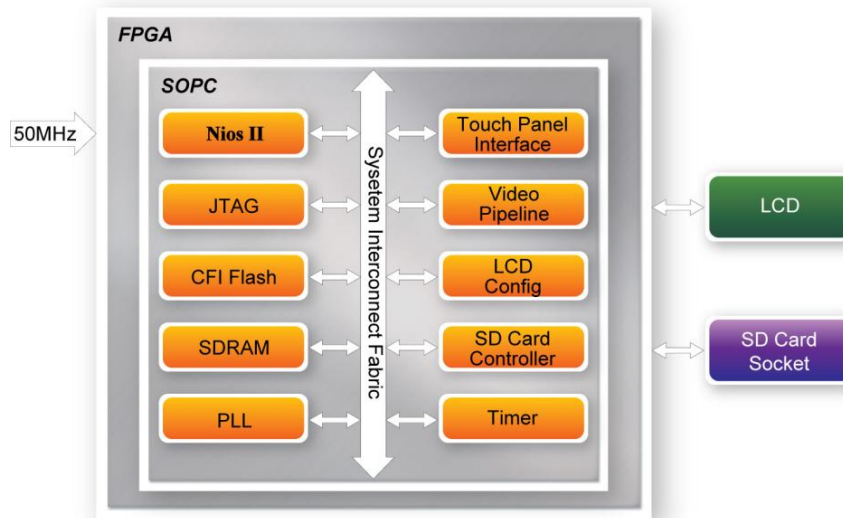 FPGA
SOPC
50MHz
Nios II
JTAG
CFI Flash
SDRAM
PLL
Sysetem Interconnect Fabric
Touch Panel
Interface
Video
Pipeline
LCD
Config
SD Card
Controller
Timer
LCD
SD Card
Socket